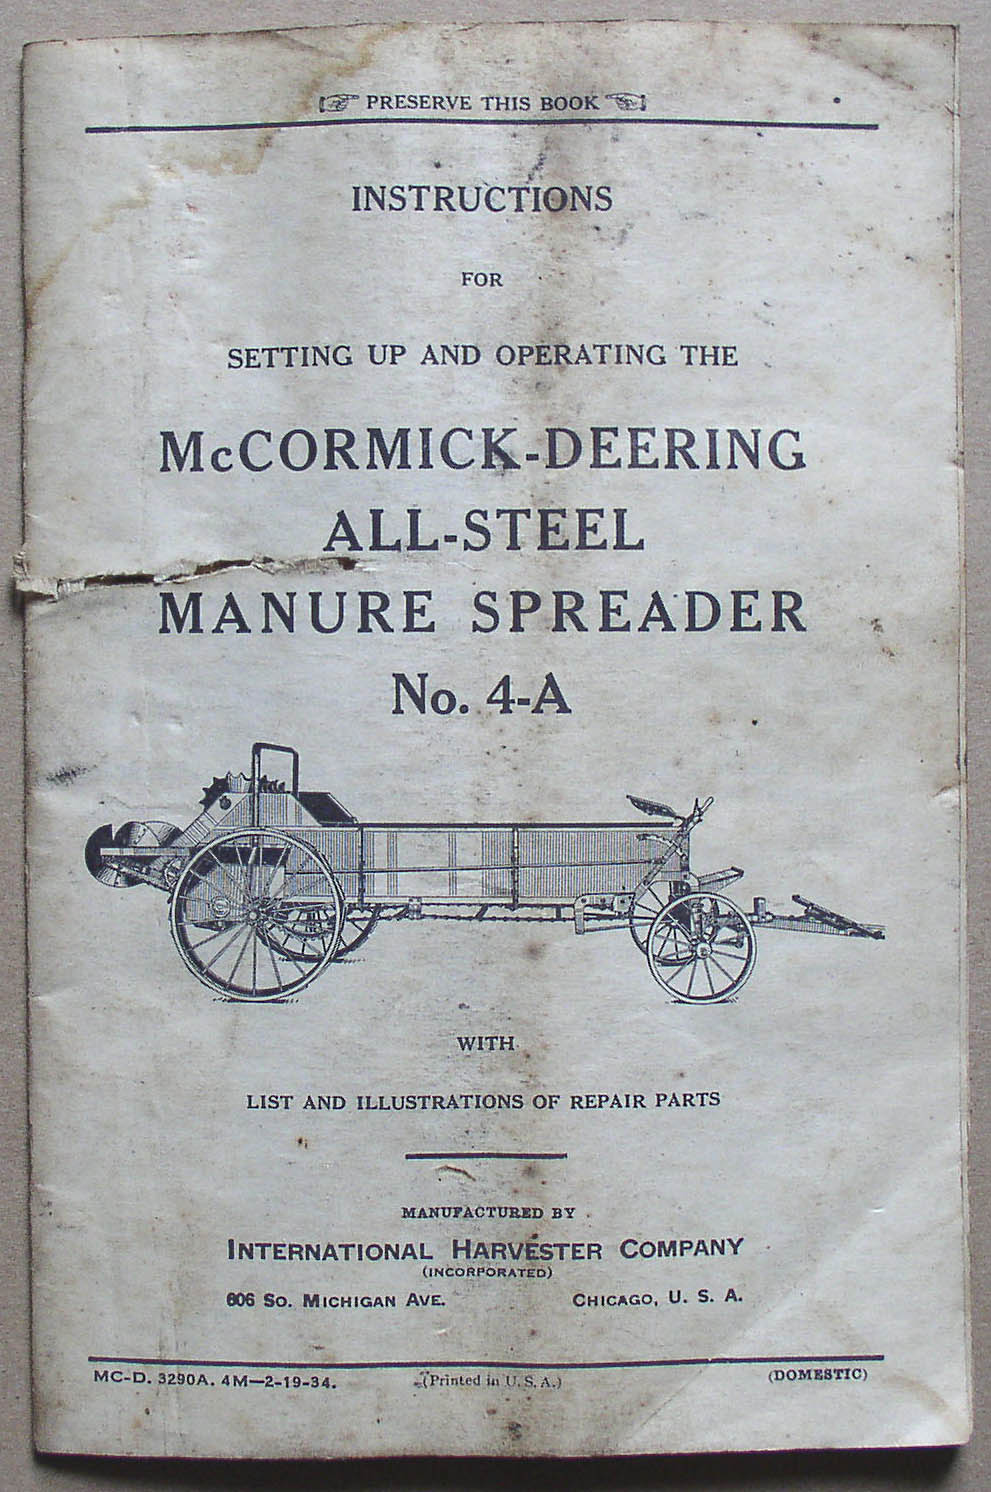 PRESERVE THIS BOOK
INSTRUCTIONS
FOR
SETTING UP AND OPERATING THE
McCORMICK-DEERING
ALL-STEEL
MANURE SPREADER
No. 4-A
WITH
LIST AND ILLUSTRATIONS OF REPAIR PARTS
MANUFACTURED BY
INTERNATIONAL HARVESTER COMPANY
(INCORPORATED)
606 SO. MICHIGAN AVE. CHICAGO, U. S. A.
MC-D. 3290A. 4M—2-19-34. (Printed in U. S. A.) (DOMESTIC)